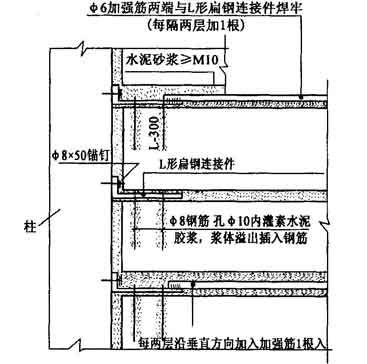 ф6加强筋两端与L形扁钢连接件焊牢
(每隔两层加1根)
水泥砂浆≥M10
L-300
ф8×50锚钉
L形扁钢连接件
柱
ф8钢筋 孔ф10内灌素水泥
胶浆，浆体溢出插入钢筋
每两层沿垂直方向加入加强筋1根入